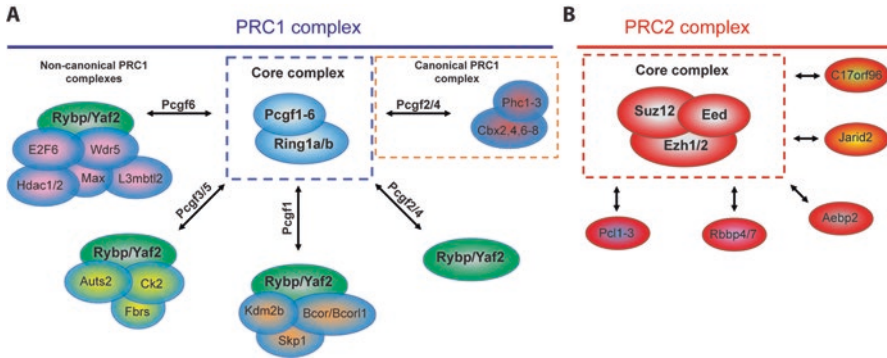 A
PRC1 complex
Non-canonical PRC1
complexes
Rybp/Yaf2
E2F6
Wdr5
Hdac1/2
Max
L3mbtl2
Pcgf6
Core complex
Pcgf1-6
Ring1a/b
Pcgf2/4
Canonical PRC1
complex
Phc1-3
Cbx2,4,6-8
Pcgf3/5
Pcgf1
Pcgf2/4
Rybp/Yaf2
Auts2
Ck2
Fbrs
Rybp/Yaf2
Kdm2b
Bcor/Bcorl1
Skp1
Rybp/Yaf2
B
PRC2 complex
Core complex
Suz12
Eed
Ezh1/2
C17orf96
Jarid2
Aebp2
Pcl1-3
Rbbp4/7